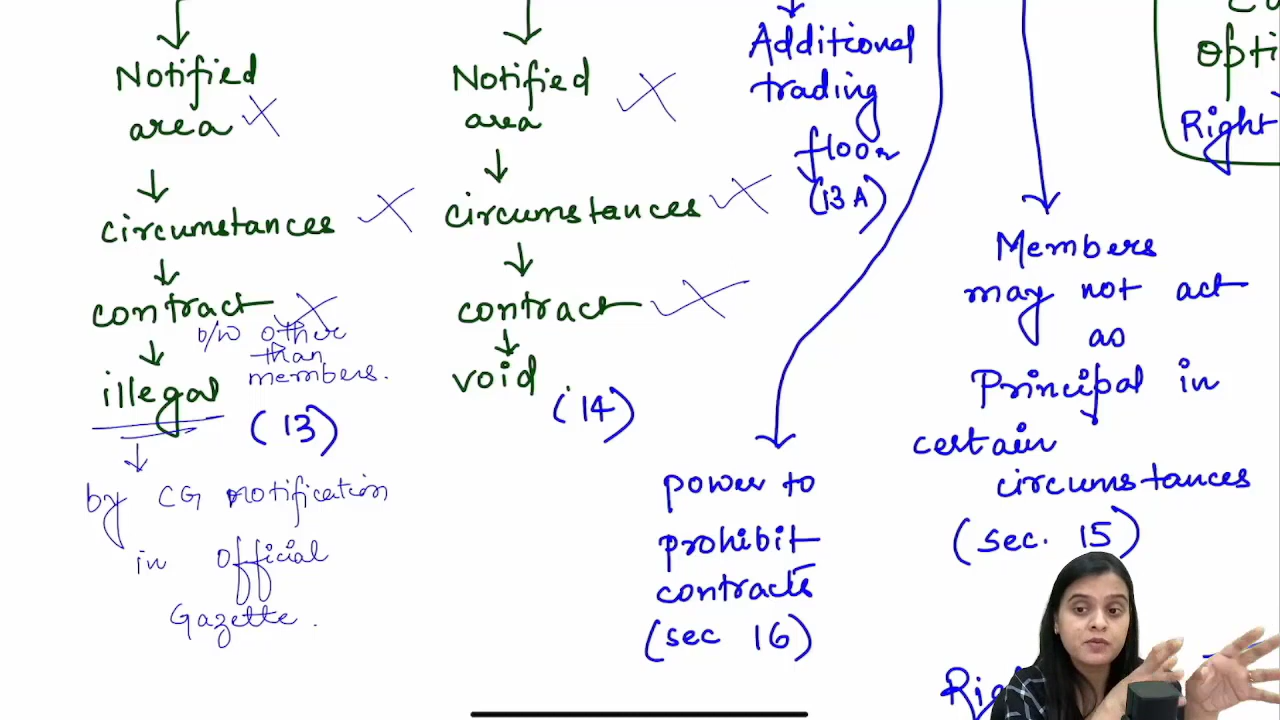 Notified
area
circumstances
contract
b/w other
than
members.
illegal
(13)
by CG notification
in Official
Gazette.
Notified
area
circumstances
contract
void
(14)
Additional
trading
floor
(13A)
power to
prohibit
contracts
(sec 16)
Members
may not act
as
Principal in
certain
circumstances
(sec. 15)
opti
Right